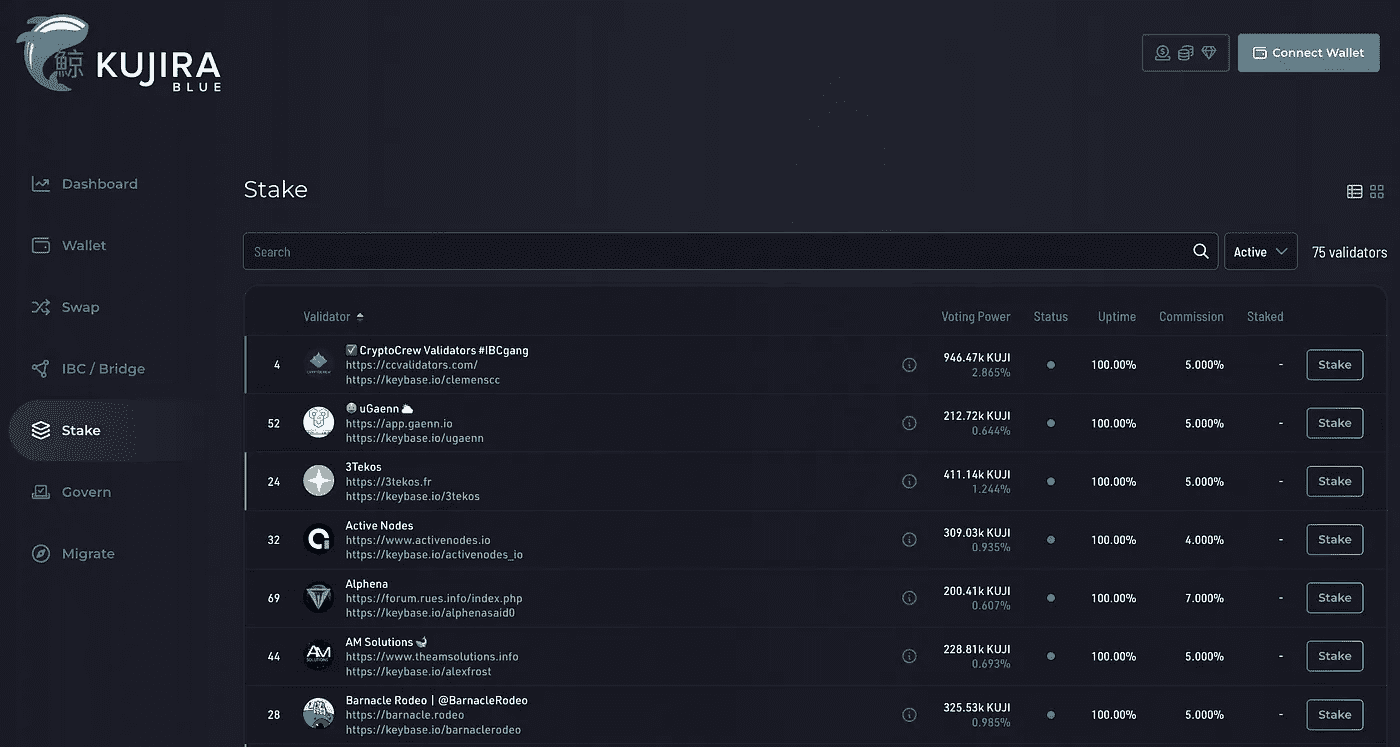 鯨 KUJIRA
BLUE
Connect Wallet
Dashboard
Wallet
Swap
IBC / Bridge
Stake
Govern
Migrate
Stake
Search
Active
75 validators
Validator Voting Power Status Uptime Commission Staked
4 CRYPTOCREW ☑ CryptoCrew Validators #IBCgang
https://ccvalidators.com/
https://keybase.io/clemenscc
946.47k KUJI
2.865%
100.00% 5.000% - Stake
52 uGaenn
https://app.gaenn.io
https://keybase.io/ugaenn
212.72k KUJI
0.644%
100.00% 5.000% - Stake
24 3Tekos
https://3tekos.fr
https://keybase.io/3tekos
411.14k KUJI
1.244%
100.00% 5.000% - Stake
32 Active Nodes
https://www.activenodes.io
https://keybase.io/activenodes_io
309.03k KUJI
0.935%
100.00% 4.000% - Stake
69 Alphena
https://forum.rues.info/index.php
https://keybase.io/alphenasaid0
200.41k KUJI
0.607%
100.00% 7.000% - Stake
44 AM SOLUTIONS AM Solutions
https://www.theamsolutions.info
https://keybase.io/alexfrost
228.81k KUJI
0.693%
100.00% 5.000% - Stake
28 Barnacle Rodeo | @BarnacleRodeo
https://barnacle.rodeo
https://keybase.io/barnaclerodeo
325.53k KUJI
0.985%
100.00% 5.000% - Stake